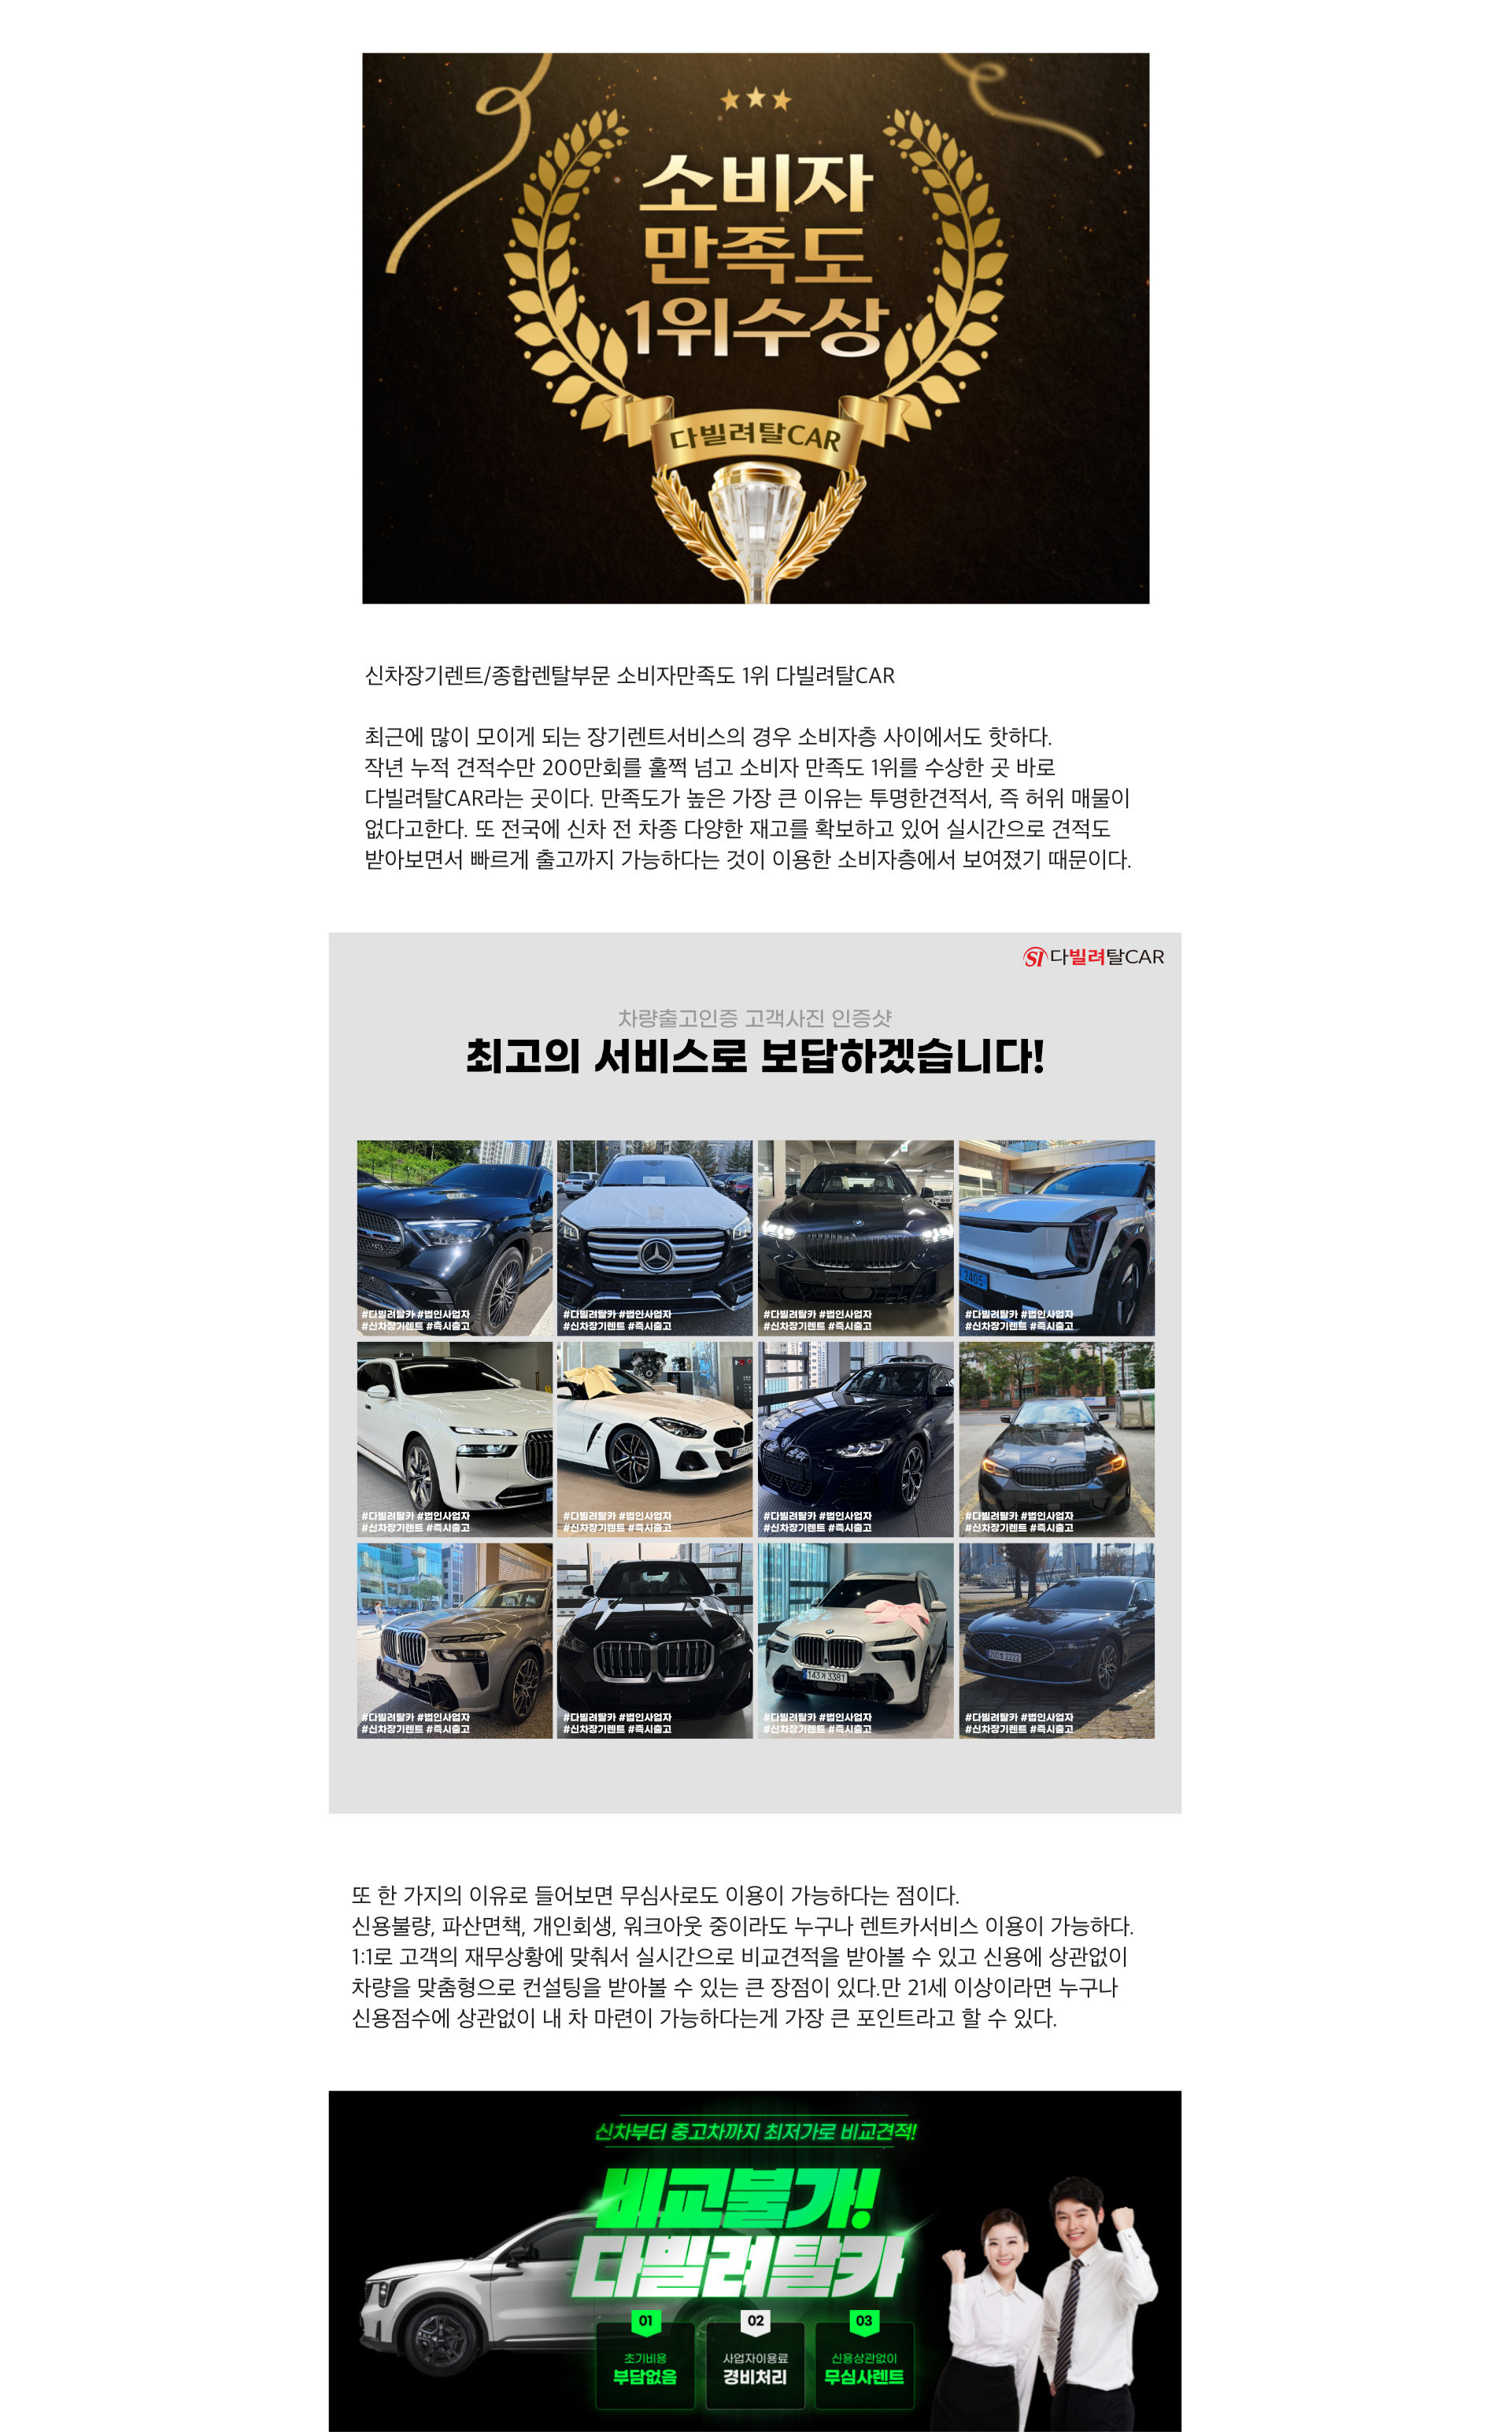 소비자
만족도
1위수상
다빌려탈CAR
신차장기렌트/종합렌탈부문 소비자만족도 1위 다빌려탈CAR
최근에 많이 모이게 되는 장기렌트서비스의 경우 소비자층 사이에서도 핫하다.
작년 누적 견적수만 200만회를 훌쩍 넘고 소비자 만족도 1위를 수상한 곳 바로
다빌려탈CAR라는 곳이다. 만족도가 높은 가장 큰 이유는 투명한견적서, 즉 허위 매물이
없다고한다. 또 전국에 신차 전 차종 다양한 재고를 확보하고 있어 실시간으로 견적도
받아보면서 빠르게 출고까지 가능하다는 것이 이용한 소비자층에서 보여졌기 때문이다.
SI 다빌려탈CAR
차량출고인증 고객사진 인증샷
최고의 서비스로 보답하겠습니다!
2405
#다빌려탈카 #법인사업자
#신차장기렌트 #즉시출고
#다빌려탈카 #법인사업자
#신차장기렌트 #즉시출고
#다빌려탈카 #법인사업자
#신차장기렌트 #즉시출고
#다빌려탈카 #법인사업자
#신차장기렌트 #즉시출고
#다빌려탈카 #법인사업자
#신차장기렌트 #즉시출고
#다빌려탈카 #법인사업자
#신차장기렌트 #즉시출고
#다빌려탈카 #법인사업자
#신차장기렌트 #즉시출고
#다빌려탈카 #법인사업자
#신차장기렌트 #즉시출고
143가 3381
#다빌려탈카 #법인사업자
#신차장기렌트 #즉시출고
#다빌려탈카 #법인사업자
#신차장기렌트 #즉시출고
#다빌려탈카 #법인사업자
#신차장기렌트 #즉시출고
#다빌려탈카 #법인사업자
#신차장기렌트 #즉시출고
또 한 가지의 이유로 들어보면 무심사로도 이용이 가능하다는 점이다.
신용불량, 파산면책, 개인회생, 워크아웃 중이라도 누구나 렌트카서비스 이용이 가능하다.
1:1로 고객의 재무상황에 맞춰서 실시간으로 비교견적을 받아볼 수 있고 신용에 상관없이
차량을 맞춤형으로 컨설팅을 받아볼 수 있는 큰 장점이 있다.만 21세 이상이라면 누구나
신용점수에 상관없이 내 차 마련이 가능하다는게 가장 큰 포인트라고 할 수 있다.
신차부터 중고차까지 최저가로 비교견적!
비교불가!
다빌려탈카
01
초기비용
부담없음
02
사업자이용료
경비처리
03
신용상관없이
무심사렌트